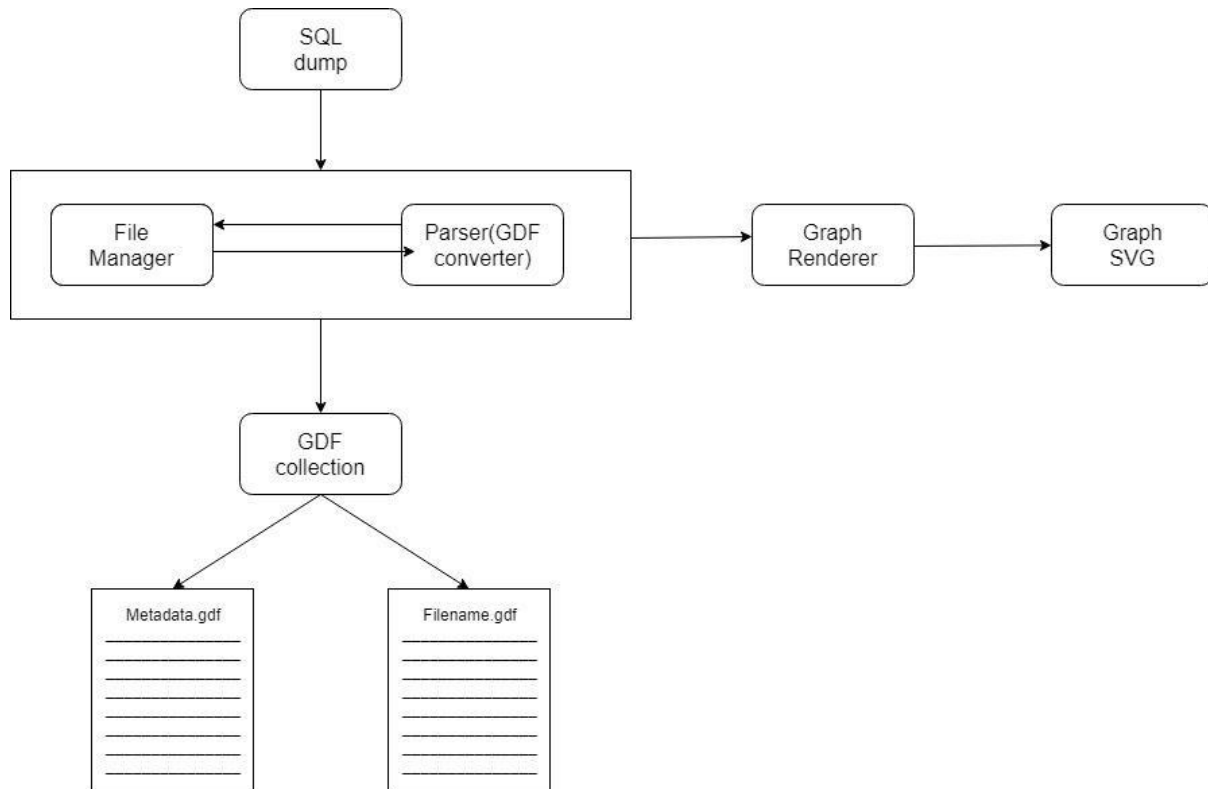 SQL
dump
File
Manager
Parser(GDF
converter)
Graph
Renderer
Graph
SVG
GDF
collection
Metadata.gdf
Filename.gdf